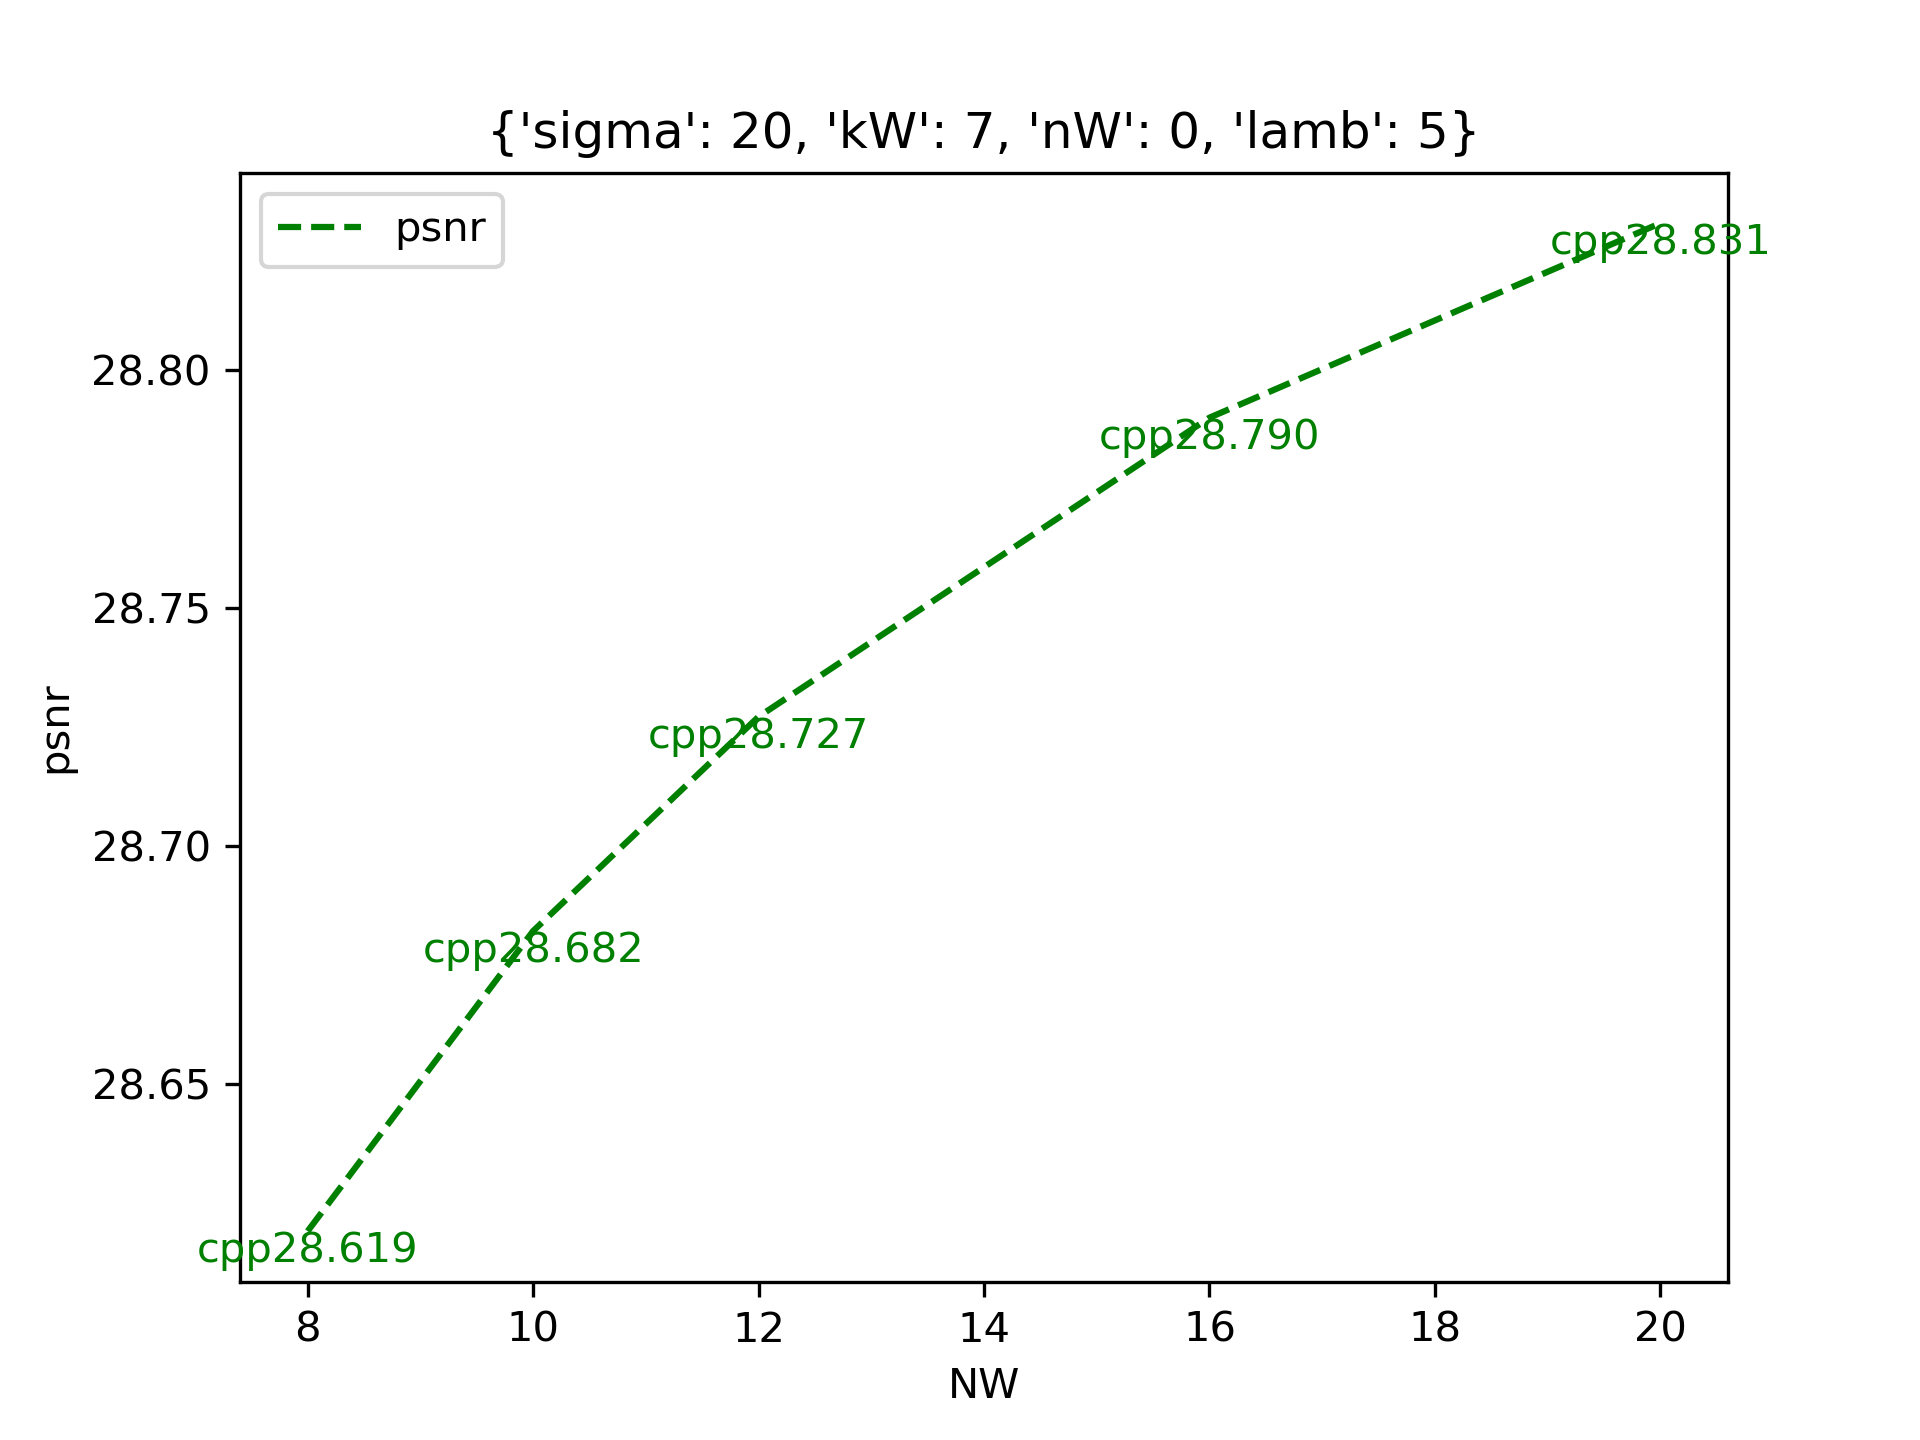 {'sigma': 20, 'kW': 7, 'nW': 0, 'lamb': 5}
psnr
cpp28.831
28.80
cpp28.790
28.75
cpp28.727
psnr
28.70
cpp28.682
28.65
cpp28.619
8 10 12 14 16 18 20
NW